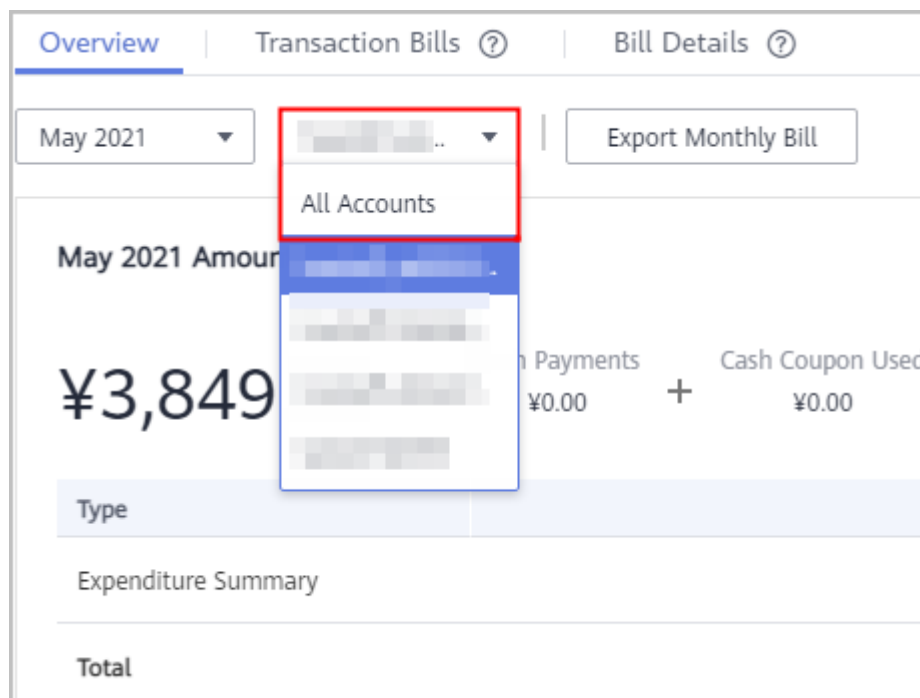 Overview Transaction Bills ? Bill Details ?
May 2021 .. Export Monthly Bill
All Accounts
May 2021
¥3,849 Payments Cash Coupon Used
¥0.00 + ¥0.00
Type
Expenditure Summary
Total